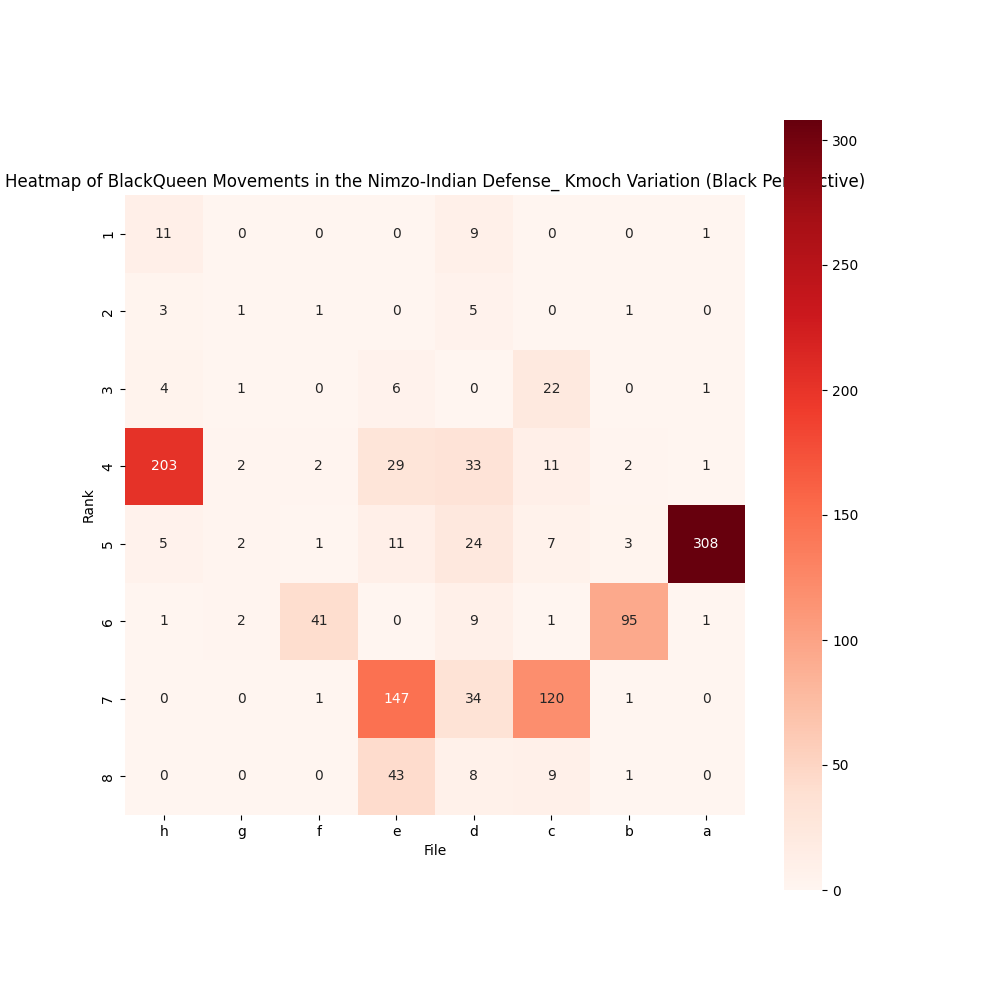 Heatmap of BlackQueen Movements in the Nimzo-Indian Defense_ Kmoch Variation (Black Pe ctive)
300
250
200
150
100
50
0
Rank
1 11 0 0 0 9 0 0 1
2 3 1 1 0 5 0 1 0
3 4 1 0 6 0 22 0 1
4 203 2 2 29 33 11 2 1
5 5 2 1 11 24 7 3 308
6 1 2 41 0 9 1 95 1
7 0 0 1 147 34 120 1 0
8 0 0 0 43 8 9 1 0
h g f e d c b a
File